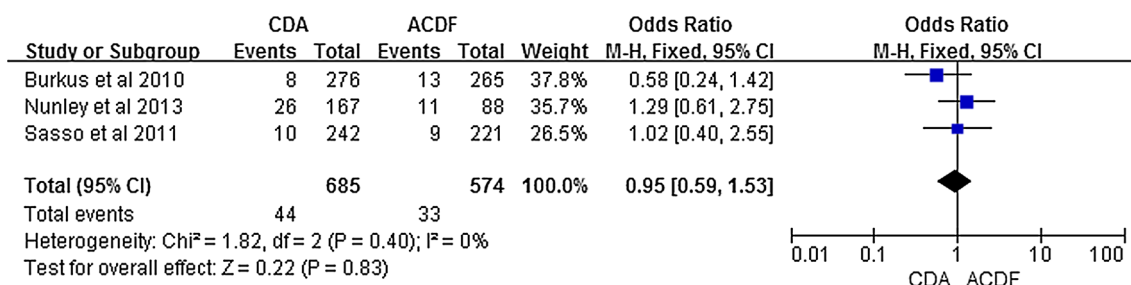 CDA ACDF Odds Ratio Odds Ratio
Study or Subgroup Events Total Events Total Weight M-H, Fixed, 95% CI M-H, Fixed, 95% CI
Burkus et al 2010 8 276 13 265 37.8% 0.58 [0.24, 1.42]
Nunley et al 2013 26 167 11 88 35.7% 1.29 [0.61, 2.75]
Sasso et al 2011 10 242 9 221 26.5% 1.02 [0.40, 2.55]
Total (95% CI) 685 574 100.0% 0.95 [0.59, 1.53]
Total events 44 33
Heterogeneity: Chi² = 1.82, df = 2 (P = 0.40); I² = 0%
Test for overall effect: Z = 0.22 (P = 0.83)
0.01 0.1 1 10 100
CDA ACDF